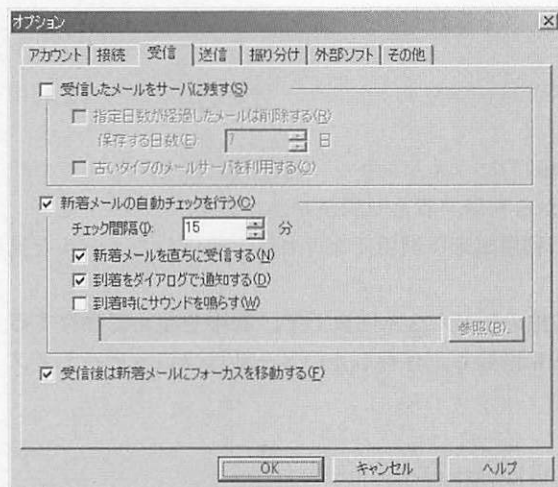 オプション
アカウント 接続 受信 送信 振り分け 外部ソフト その他
受信したメールをサーバに残す(S)
指定日数が経過したメールは削除する(R)
保存する日数(E): 7 日
古いタイプのメールサーバを利用する(O)
新着メールの自動チェックを行う(C)
チェック間隔(I): 15 分
新着メールを直ちに受信する(N)
到着をダイアログで通知する(D)
到着時にサウンドを鳴らす(W)
参照(B).
受信後は新着メールにフォーカスを移動する(F)
OK キャンセル ヘルプ